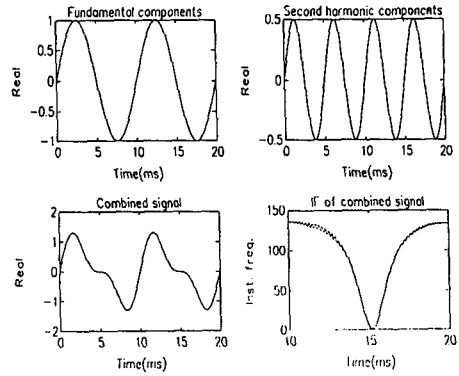 Fundamental components
Real
1
0.5
0
-0.5
-1
0 5 10 15 20
Time(ms)
Second harmonic components
Real
0.5
0
-0.5
0 5 10 15 20
Time(ms)
Combined signal
Real
2
1
0
-1
-2
0 5 10 15 20
Time(ms)
of combined signal
Inst. freq.
150
100
50
0
10 15 20
Time(ms)